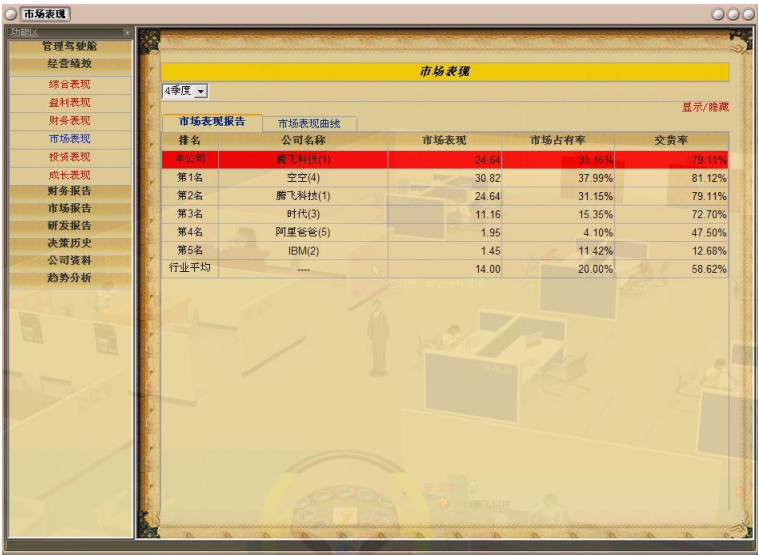 市场表现
功能区
管理驾驶舱
经营绩效
综合表现
盈利表现
财务表现
市场表现
投资表现
成长表现
财务报告
市场报告
研发报告
决策历史
公司资料
趋势分析
市场表现
4季度
显示/隐藏
市场表现报告 市场表现曲线
排名 公司名称 市场表现 市场占有率 交货率
本公司 腾飞科技(1) 24.64 31.15% 79.11%
第1名 空空(4) 30.82 37.99% 81.12%
第2名 腾飞科技(1) 24.64 31.15% 79.11%
第3名 时代(3) 11.16 15.35% 72.70%
第4名 阿里爸爸(5) 1.95 4.10% 47.50%
第5名 IBM(2) 1.45 11.42% 12.68%
行业平均 ---- 14.00 20.00% 58.62%